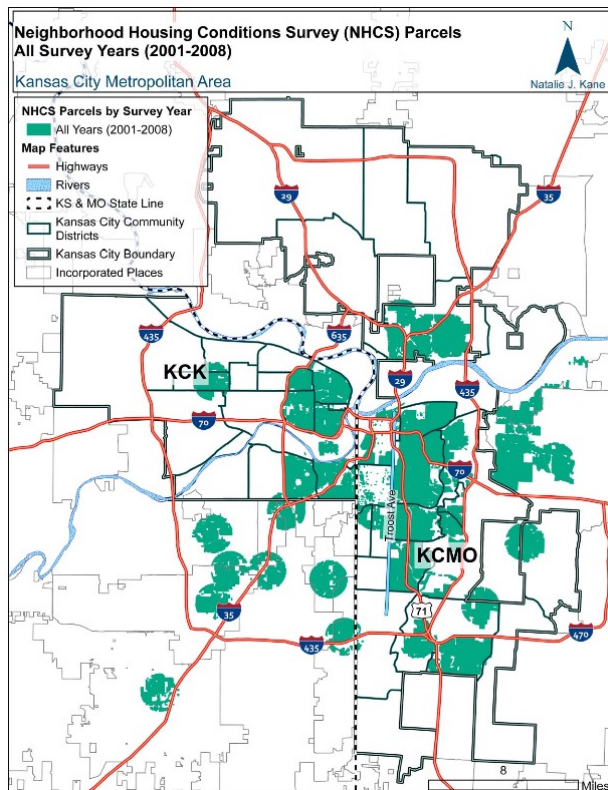 Neighborhood Housing Conditions Survey (NHCS) Parcels
All Survey Years (2001-2008)
Kansas City Metropolitan Area
N
Natalie J. Kane
NHCS Parcels by Survey Year
All Years (2001-2008)
Map Features
Highways
Rivers
KS & MO State Line
Kansas City Community
Districts
Kansas City Boundary
Incorporated Places
29
35
435
635
KCK
29
435
70
70
Troost Ave
KCMO
71
35
435
470
8
Miles